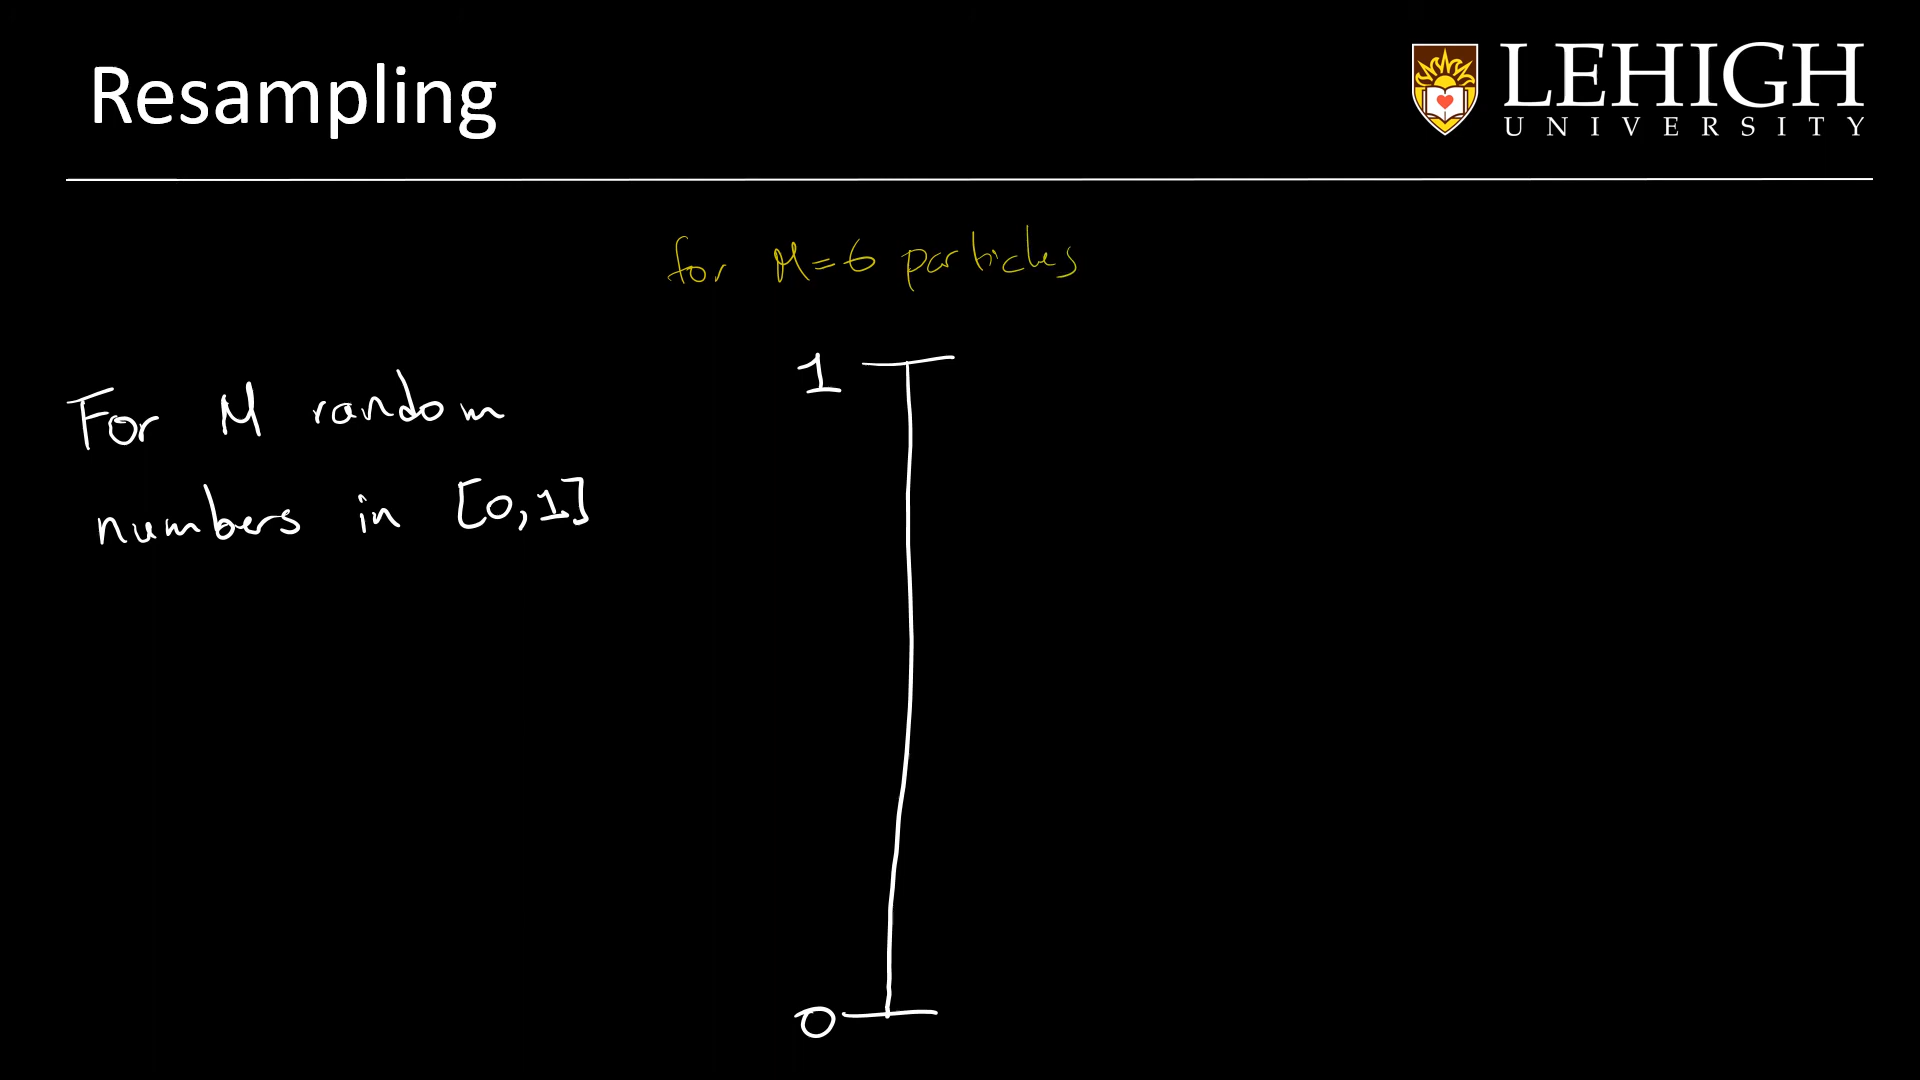 Resampling
LEHIGH
UNIVERSITY
for M=6 particles
1
For M random
numbers in [0,1]
0